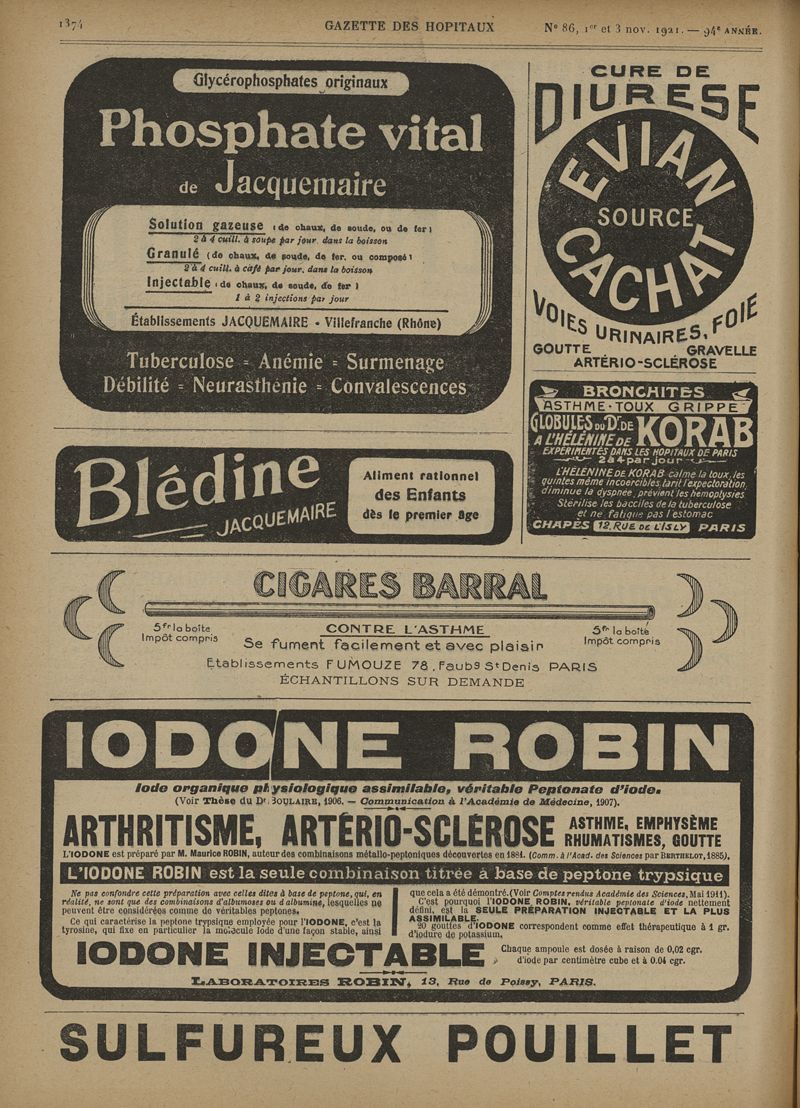 1374
GAZETTE DES HOPITAUX
Nº 86, 1er et 3 nov. 1921. — 94e ANNÉE.
Glycérophosphates originaux
Phosphate vital
de Jacquemaire
Solution gazeuse (de chaux, de soude, ou de fer)
2 à 4 cuill. à soupe par jour dans la boisson
Granulé (de chaux, de soude, de fer, ou composé)
2 à 4 cuill. à café par jour, dans la boisson
Injectable (de chaux, de soude, de fer)
1 à 2 injections par jour
Établissements JACQUEMAIRE - Villefranche (Rhône)
Tuberculose = Anémie = Surmenage
Débilité = Neurasthénie = Convalescences
CURE DE
DIURESE
EVIAN
SOURCE
CACHAT
VOIES URINAIRES, FOIE
GOUTTE GRAVELLE
ARTÉRIO-SCLÉROSE
BRONCHITES
ASTHME·TOUX GRIPPE
GLOBULES DU Dr. DE
A L'HÉLÉNINE DE KORAB
EXPÉRIMENTÉS DANS LES HOPITAUX DE PARIS
2 à 4 par jour
L'HÉLÉNINE DE KORAB calme la toux, les
quintes même incoercibles, tarit l'expectoration,
diminue la dyspnée, prévient les hémoptysies.
Stérilise les bacciles de la tuberculose
et ne fatigue pas l'estomac
CHAPÈS 12, RUE DE L'ISLY PARIS
Blédine
JACQUEMAIRE
Aliment rationnel
des Enfants
dès le premier âge
CIGARES BARRAL
5fr la boîte
Impôt compris
CONTRE L'ASTHME
Se fument facilement et avec plaisir
5fr la boîte
Impôt compris
Etablissements FUMOUZE 78, Faubg St Denis PARIS
ÉCHANTILLONS SUR DEMANDE
IODONE ROBIN
Iode organique physiologique assimilable, véritable Peptonate d'iode.
(Voir Thèse du Dr BOULAIRE, 1906. — Communication à l'Académie de Médecine, 1907).
ARTHRITISME, ARTÉRIO-SCLÉROSE
ASTHME, EMPHYSÈME
RHUMATISMES, GOUTTE
L'IODONE est préparé par M. Maurice ROBIN, auteur des combinaisons métallo-peptoniques découvertes en 1881. (Comm. à l'Acad. des Sciences par BERTHELOT, 1885).
L'IODONE ROBIN est la seule combinaison titrée à base de peptone trypsique
Ne pas confondre cette préparation avec celles dites à base de peptone, qui, en
réalité, ne sont que des combinaisons d'albumoses ou d'albumine, lesquelles ne
peuvent être considérées comme de véritables peptones.
Ce qui caractérise la peptone trypsique employée pour l'IODONE, c'est la
tyrosine, qui fixe en particulier la molécule Iode d'une façon stable, ainsi
que cela a été démontré. (Voir Comptes rendus Académie des Sciences, Mai 1911).
C'est pourquoi l'IODONE ROBIN, véritable peptonate d'iode nettement
défini, est la SEULE PRÉPARATION INJECTABLE ET LA PLUS
ASSIMILABLE.
20 gouttes d'IODONE correspondent comme effet thérapeutique à 1 gr.
d'iodure de potassium.
IODONE INJECTABLE
Chaque ampoule est dosée à raison de 0,02 cgr.
d'iode par centimètre cube et à 0.04 cgr.
LABORATOIRES ROBIN, 13, Rue de Poissy, PARIS.
SULFUREUX POUILLET